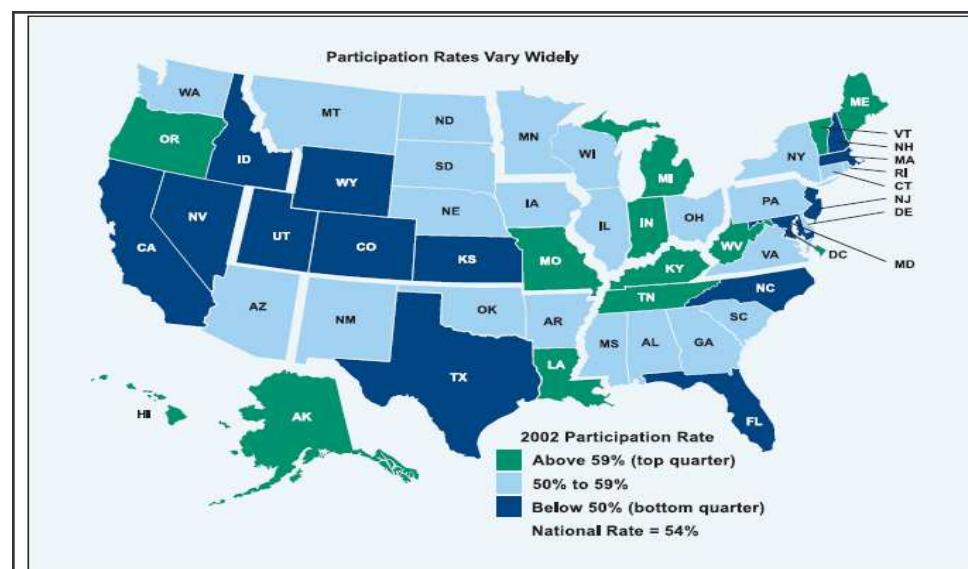 Participation Rates Vary Widely
WA
MT
ND
MN
ME
VT
NH
MA
RI
CT
NJ
DE
MD
DC
OR
ID
WY
SD
WI
MI
NY
NE
IA
IL
IN
OH
PA
NV
UT
CO
KS
MO
KY
WV
VA
CA
AZ
NM
OK
AR
TN
NC
SC
MS
AL
GA
TX
LA
FL
HI
AK
2002 Participation Rate
Above 59% (top quarter)
50% to 59%
Below 50% (bottom quarter)
National Rate = 54%